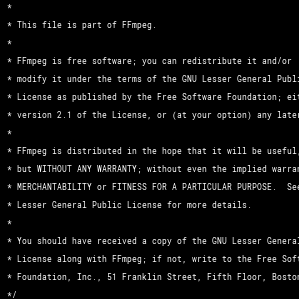 *
* This file is part of FFmpeg.
*
* FFmpeg is free software; you can redistribute it and/or
* modify it under the terms of the GNU Lesser General Publi
* License as published by the Free Software Foundation; eit
* version 2.1 of the License, or (at your option) any later
*
* FFmpeg is distributed in the hope that it will be useful,
* but WITHOUT ANY WARRANTY; without even the implied warran
* MERCHANTABILITY or FITNESS FOR A PARTICULAR PURPOSE.  See
* Lesser General Public License for more details.
*
* You should have received a copy of the GNU Lesser General
* License along with FFmpeg; if not, write to the Free Soft
* Foundation, Inc., 51 Franklin Street, Fifth Floor, Boston
*/